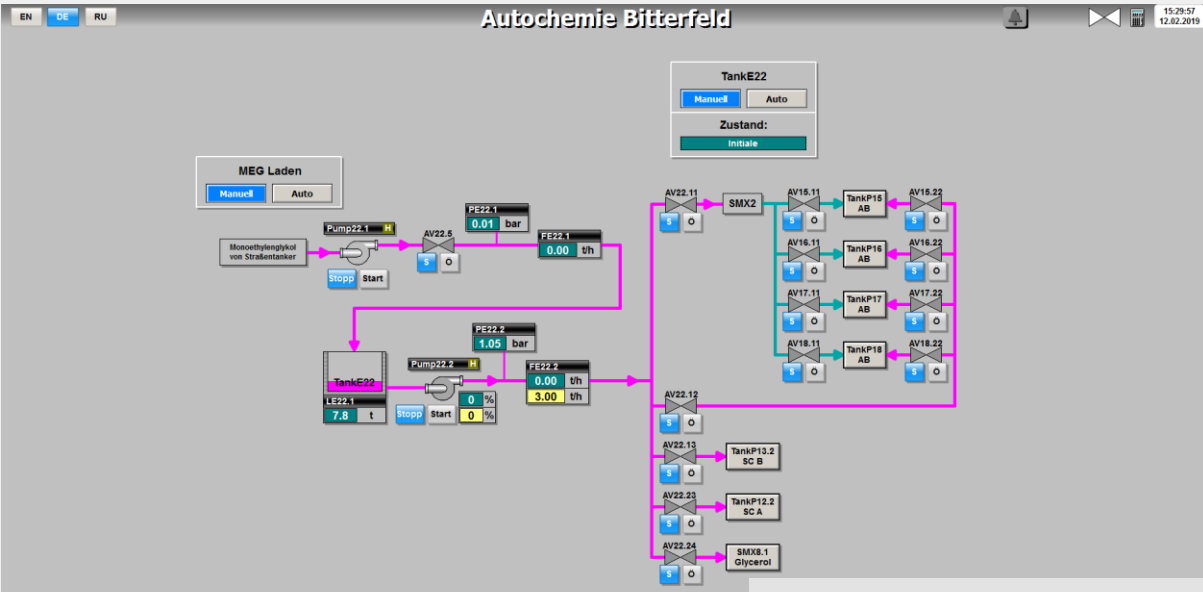 EN DE RU
Autochemie Bitterfeld
15:29:57
12.02.2019
TankE22
Manuell Auto
Zustand:
Initiale
MEG Laden
Manuell Auto
Monoethylenglykol
von Straßentanker
Pump22.1 H
Stopp Start
AV22.5
S Ö
PE22.1
0.01 bar
FE22.1
0.00 t/h
TankE22
LE22.1
7.8 t
Pump22.2 H
Stopp Start
0 %
0 %
PE22.2
1.05 bar
FE22.2
0.00 t/h
3.00 t/h
AV22.11
S Ö
SMX2
AV15.11
S Ö
TankP15
AB
AV15.22
S Ö
AV16.11
S Ö
TankP16
AB
AV16.22
S Ö
AV17.11
S Ö
TankP17
AB
AV17.22
S Ö
AV18.11
S Ö
TankP18
AB
AV18.22
S Ö
AV22.12
S Ö
AV22.13
S Ö
TankP13.2
SC B
AV22.23
S Ö
TankP12.2
SC A
AV22.24
S Ö
SMX8.1
Glycerol